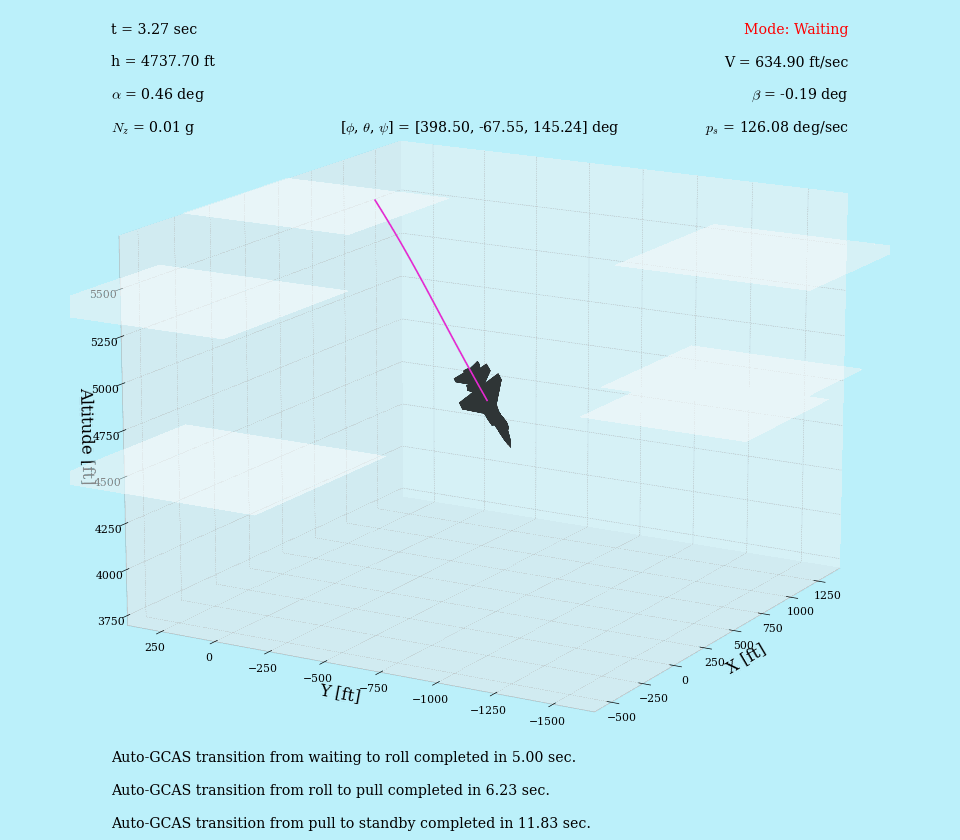 t = 3.27 sec
Mode: Waiting
h = 4737.70 ft
V = 634.90 ft/sec
α = 0.46 deg
β = -0.19 deg
N_z = 0.01 g
[ϕ, θ, ψ] = [398.50, -67.55, 145.24] deg
p_s = 126.08 deg/sec
5500
5250
5000
4750
4500
4250
4000
3750
Altitude [ft]
250
0
−250
−500
−750
−1000
−1250
−1500
Y [ft]
−500
−250
0
250
500
750
1000
1250
X [ft]
Auto-GCAS transition from waiting to roll completed in 5.00 sec.
Auto-GCAS transition from roll to pull completed in 6.23 sec.
Auto-GCAS transition from pull to standby completed in 11.83 sec.